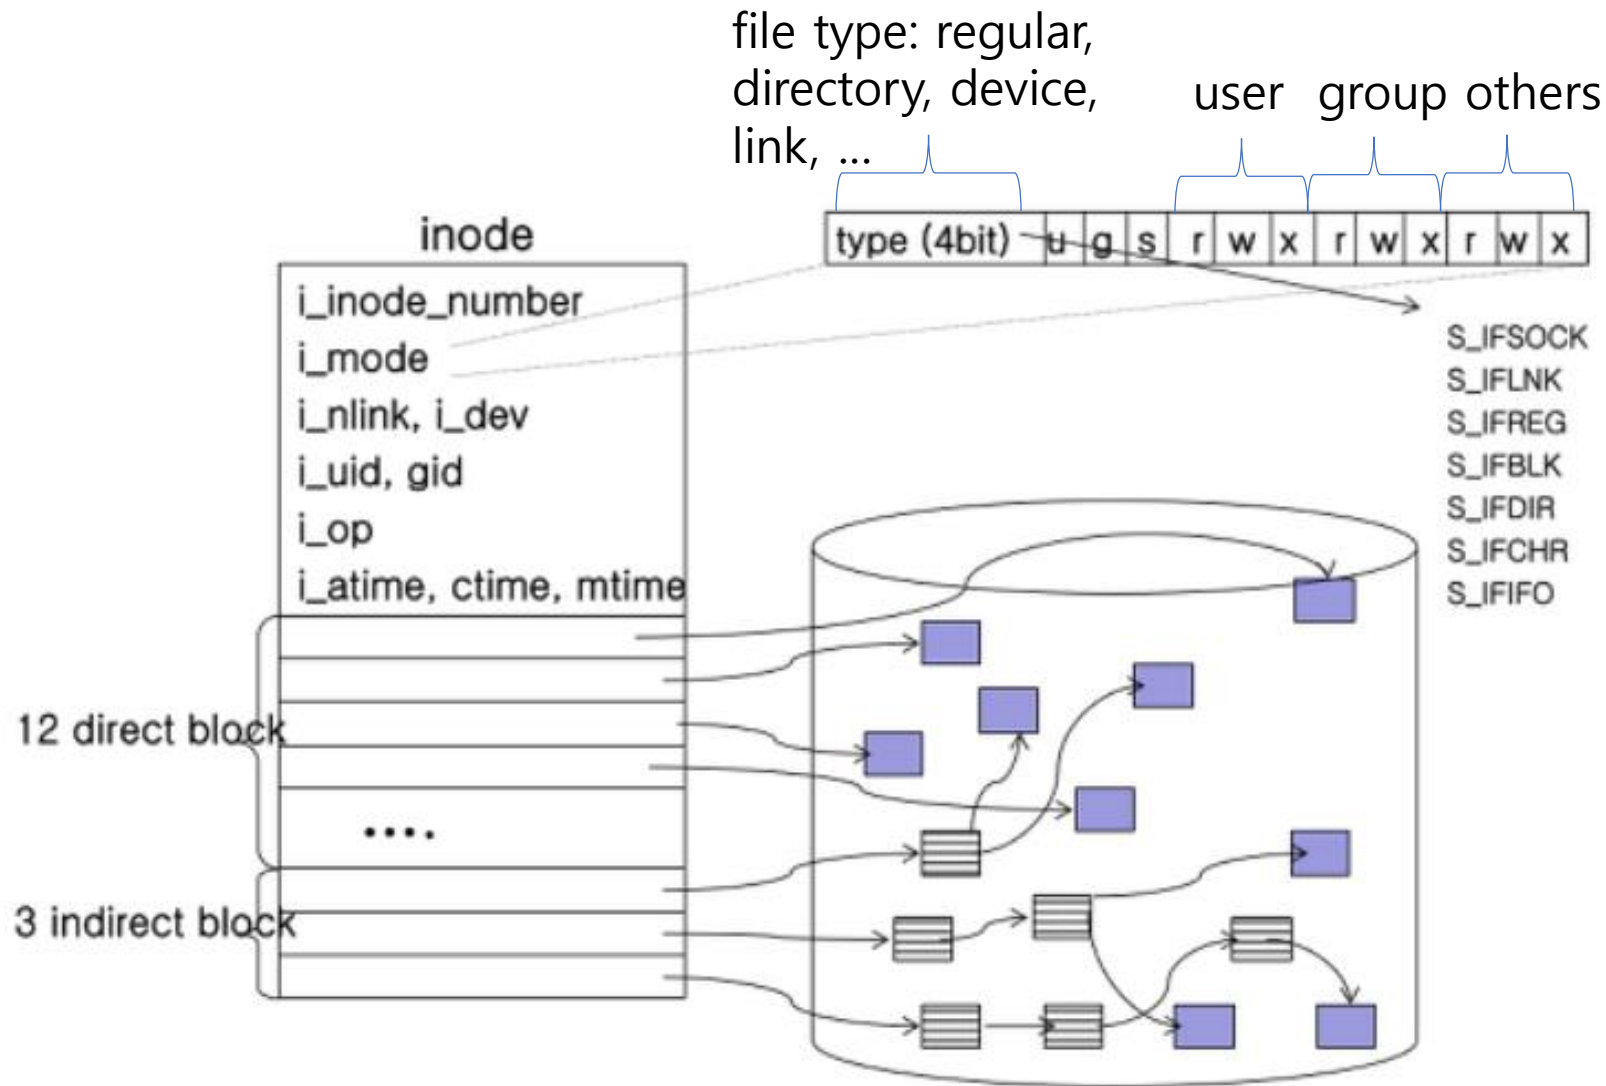 file type: regular,
directory, device,
link, ...
user group others
inode
type (4bit) u g s r w x r w x r w x
i_inode_number
i_mode
i_nlink, i_dev
i_uid, gid
i_op
i_atime, ctime, mtime
S_IFSOCK
S_IFLNK
S_IFREG
S_IFBLK
S_IFDIR
S_IFCHR
S_IFIFO
12 direct block
....
3 indirect block